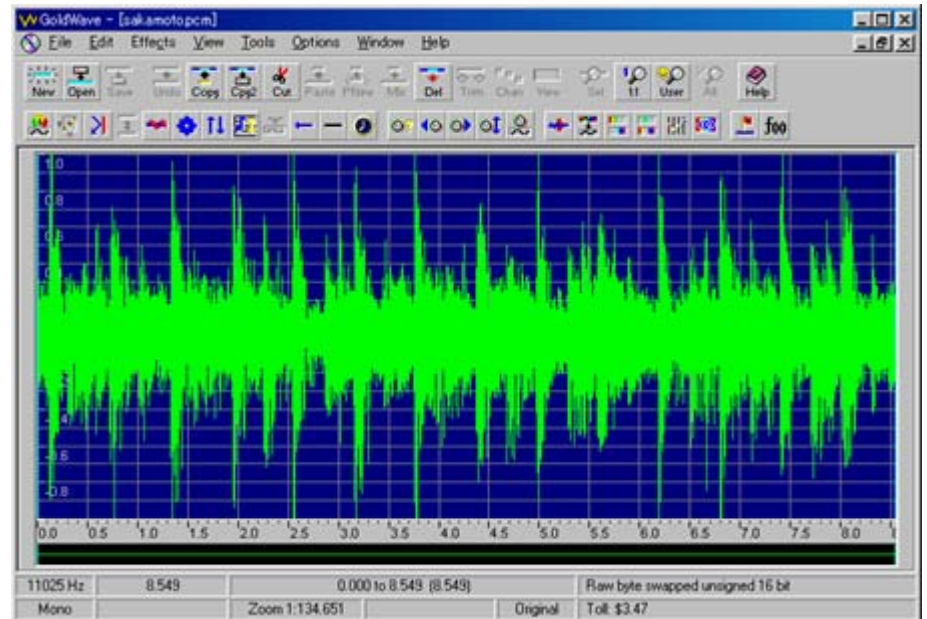 GoldWave - [sakamotopcm]
File Edit Effects View Tools Options Window Help
New Open Save Undo Copy Cpy2 Cut Paste PNew Mix Del Trim Chan View Sel 1:1 User All Help
foo
1.0
0.8
0.6
-0.6
-0.8
0.0 0.5 1.0 1.5 2.0 2.5 3.0 3.5 4.0 4.5 5.0 5.5 6.0 6.5 7.0 7.5 8.0
11025 Hz 8.549 0.000 to 8.549 (8.549) Raw byte swapped unsigned 16 bit
Mono Zoom 1:134.651 Original Toll: $3.47